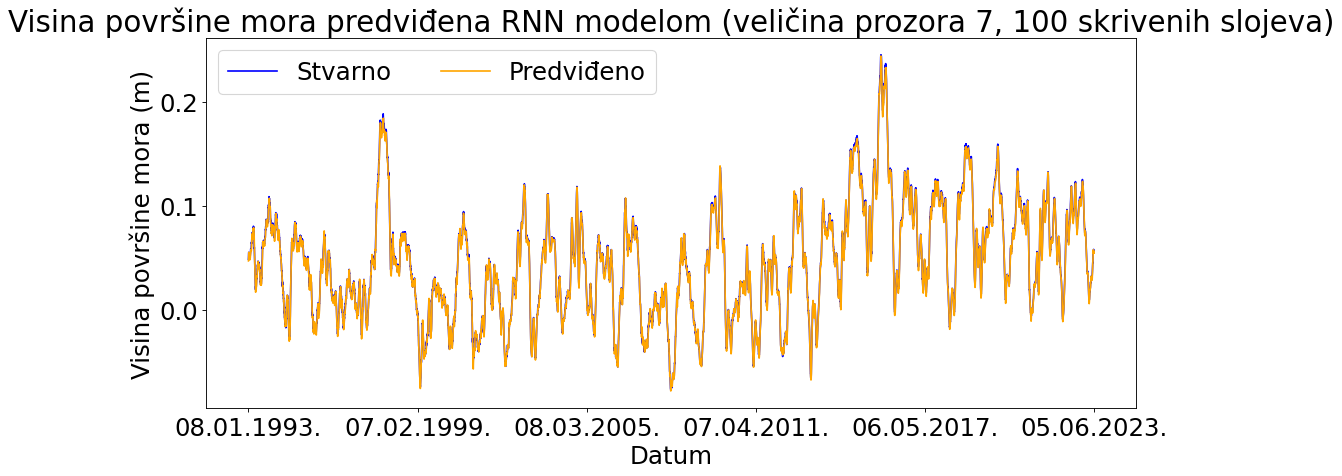 Visina površine mora predviđena RNN modelom (veličina prozora 7, 100 skrivenih slojeva)
Stvarno
Predviđeno
Visina površine mora (m)
0.2
0.1
0.0
08.01.1993.
07.02.1999.
08.03.2005.
07.04.2011.
06.05.2017.
05.06.2023.
Datum